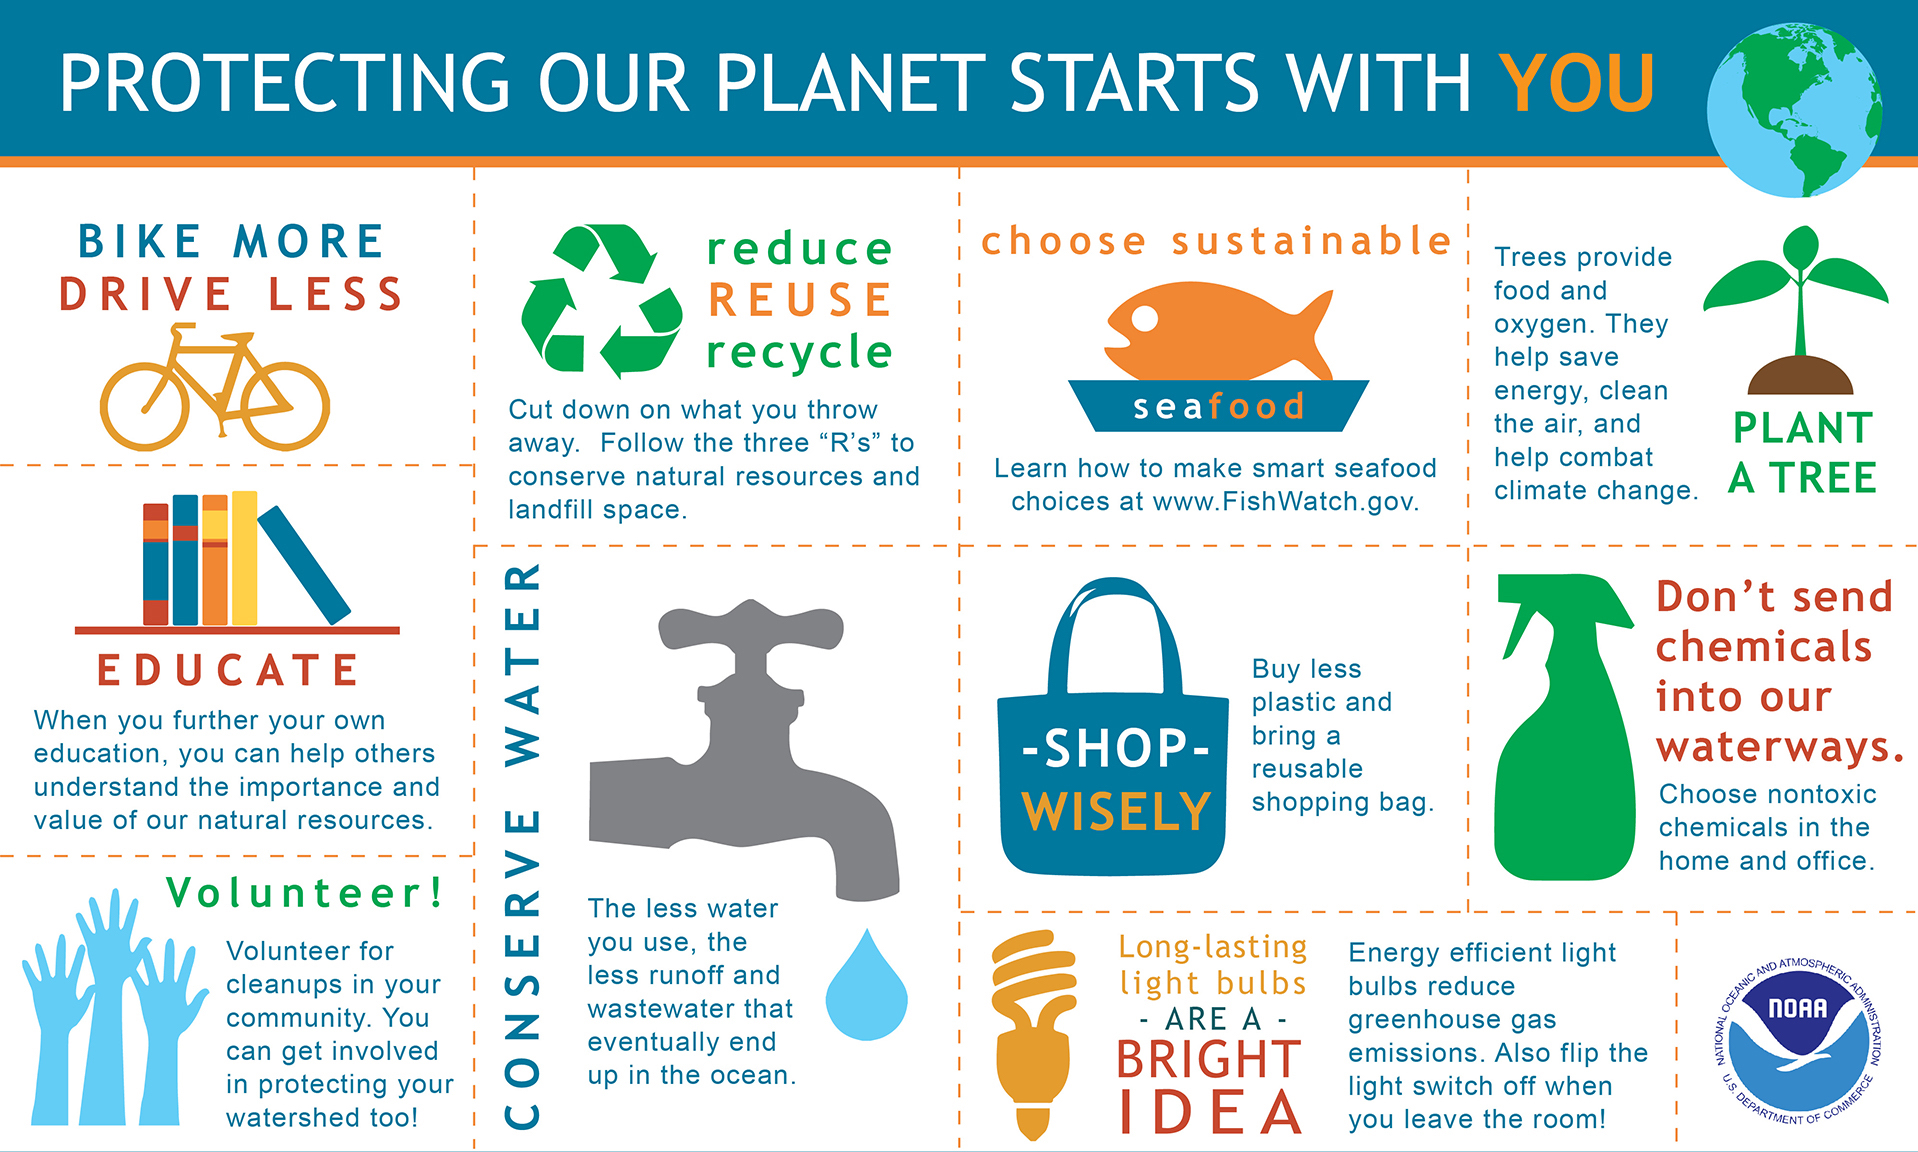 PROTECTING OUR PLANET STARTS WITH YOU
BIKE MORE
DRIVE LESS
EDUCATE
When you further your own
education, you can help others
understand the importance and
value of our natural resources.
Volunteer!
Volunteer for
cleanups in your
community. You
can get involved
in protecting your
watershed too!
reduce
REUSE
recycle
Cut down on what you throw
away.  Follow the three “R’s” to
conserve natural resources and
landfill space.
CONSERVE WATER
The less water
you use, the
less runoff and
wastewater that
eventually end
up in the ocean.
choose sustainable
seafood
Learn how to make smart seafood
choices at www.FishWatch.gov.
-SHOP-
WISELY
Buy less
plastic and
bring a
reusable
shopping bag.
Long-lasting
light bulbs
- ARE A -
BRIGHT
IDEA
Energy efficient light
bulbs reduce
greenhouse gas
emissions. Also flip the
light switch off when
you leave the room!
Trees provide
food and
oxygen. They
help save
energy, clean
the air, and
help combat
climate change.
PLANT
A TREE
Don’t send
chemicals
into our
waterways.
Choose nontoxic
chemicals in the
home and office.
NATIONAL OCEANIC AND ATMOSPHERIC ADMINISTRATION
NOAA
U.S. DEPARTMENT OF COMMERCE